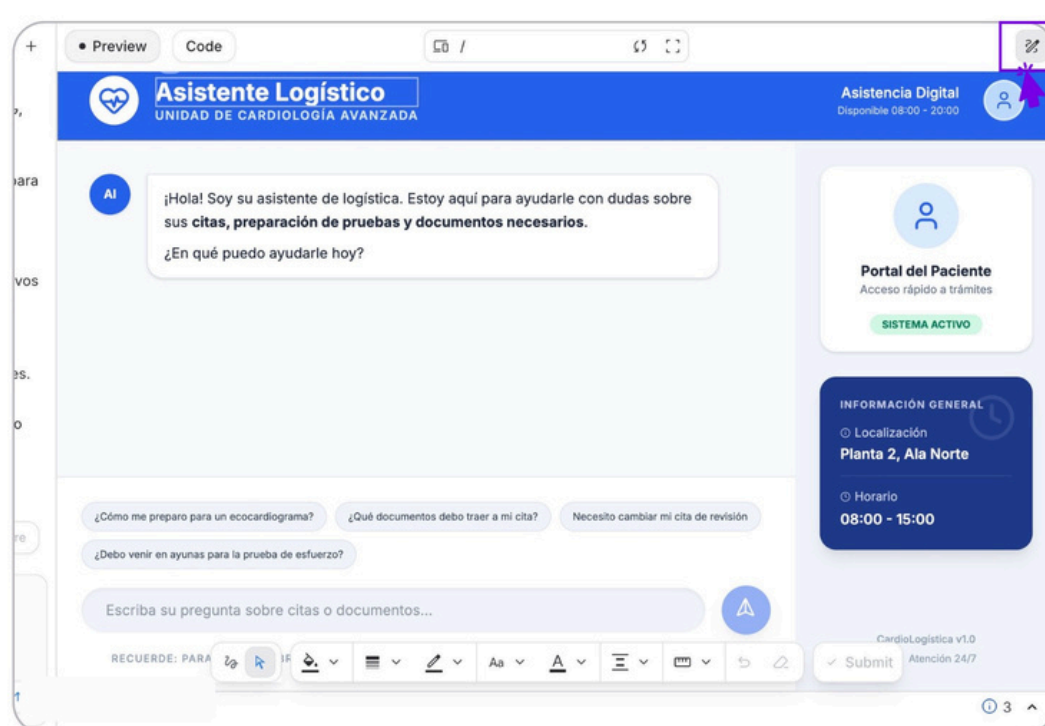 Preview Code /
Asistente Logístico
UNIDAD DE CARDIOLOGÍA AVANZADA
Asistencia Digital
Disponible 08:00 - 20:00
AI
¡Hola! Soy su asistente de logística. Estoy aquí para ayudarle con dudas sobre
sus citas, preparación de pruebas y documentos necesarios.
¿En qué puedo ayudarle hoy?
Portal del Paciente
Acceso rápido a trámites
SISTEMA ACTIVO
INFORMACIÓN GENERAL
Localización
Planta 2, Ala Norte
Horario
08:00 - 15:00
¿Cómo me preparo para un ecocardiograma? ¿Qué documentos debo traer a mi cita? Necesito cambiar mi cita de revisión
¿Debo venir en ayunas para la prueba de esfuerzo?
Escriba su pregunta sobre citas o documentos...
CardioLogística v1.0
Atención 24/7
RECUERDE:
Aa A Submit
3